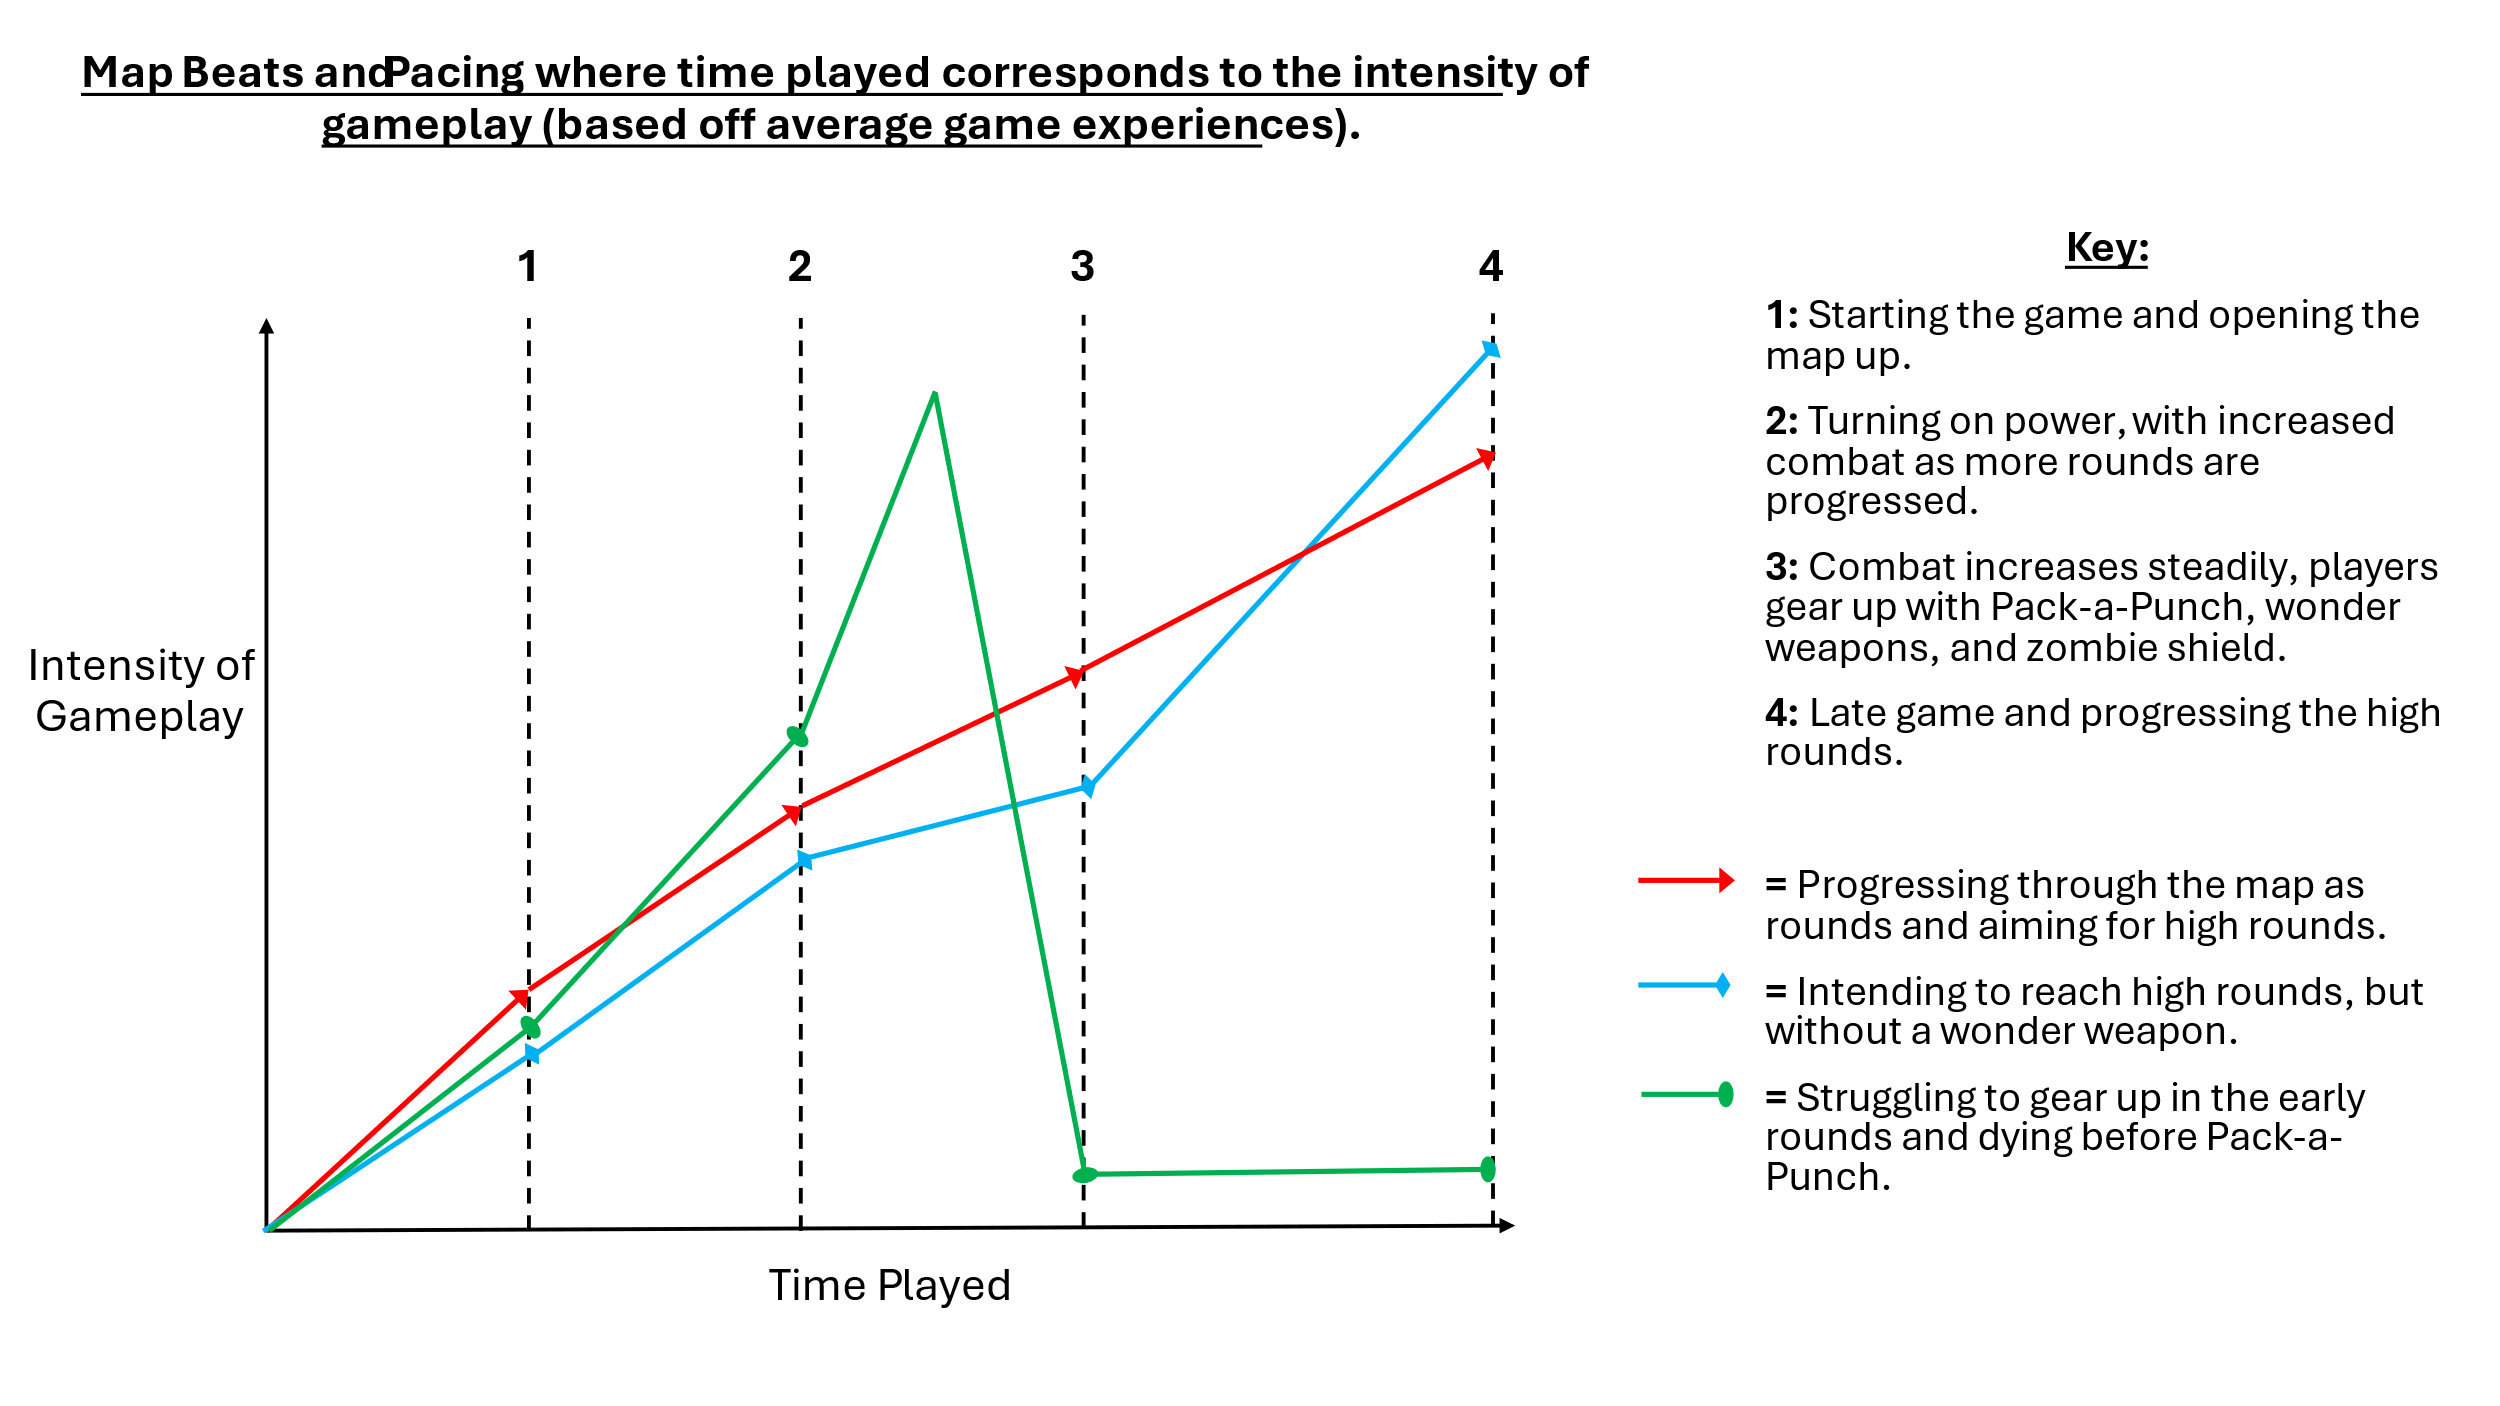 Map Beats and Pacing where time played corresponds to the intensity of
gameplay (based off average game experiences).
1
2
3
4
Intensity of
Gameplay
Time Played
Key:
1: Starting the game and opening the
map up.
2: Turning on power, with increased
combat as more rounds are
progressed.
3: Combat increases steadily, players
gear up with Pack-a-Punch, wonder
weapons, and zombie shield.
4: Late game and progressing the high
rounds.
= Progressing through the map as
rounds and aiming for high rounds.
= Intending to reach high rounds, but
without a wonder weapon.
= Struggling to gear up in the early
rounds and dying before Pack-a-
Punch.